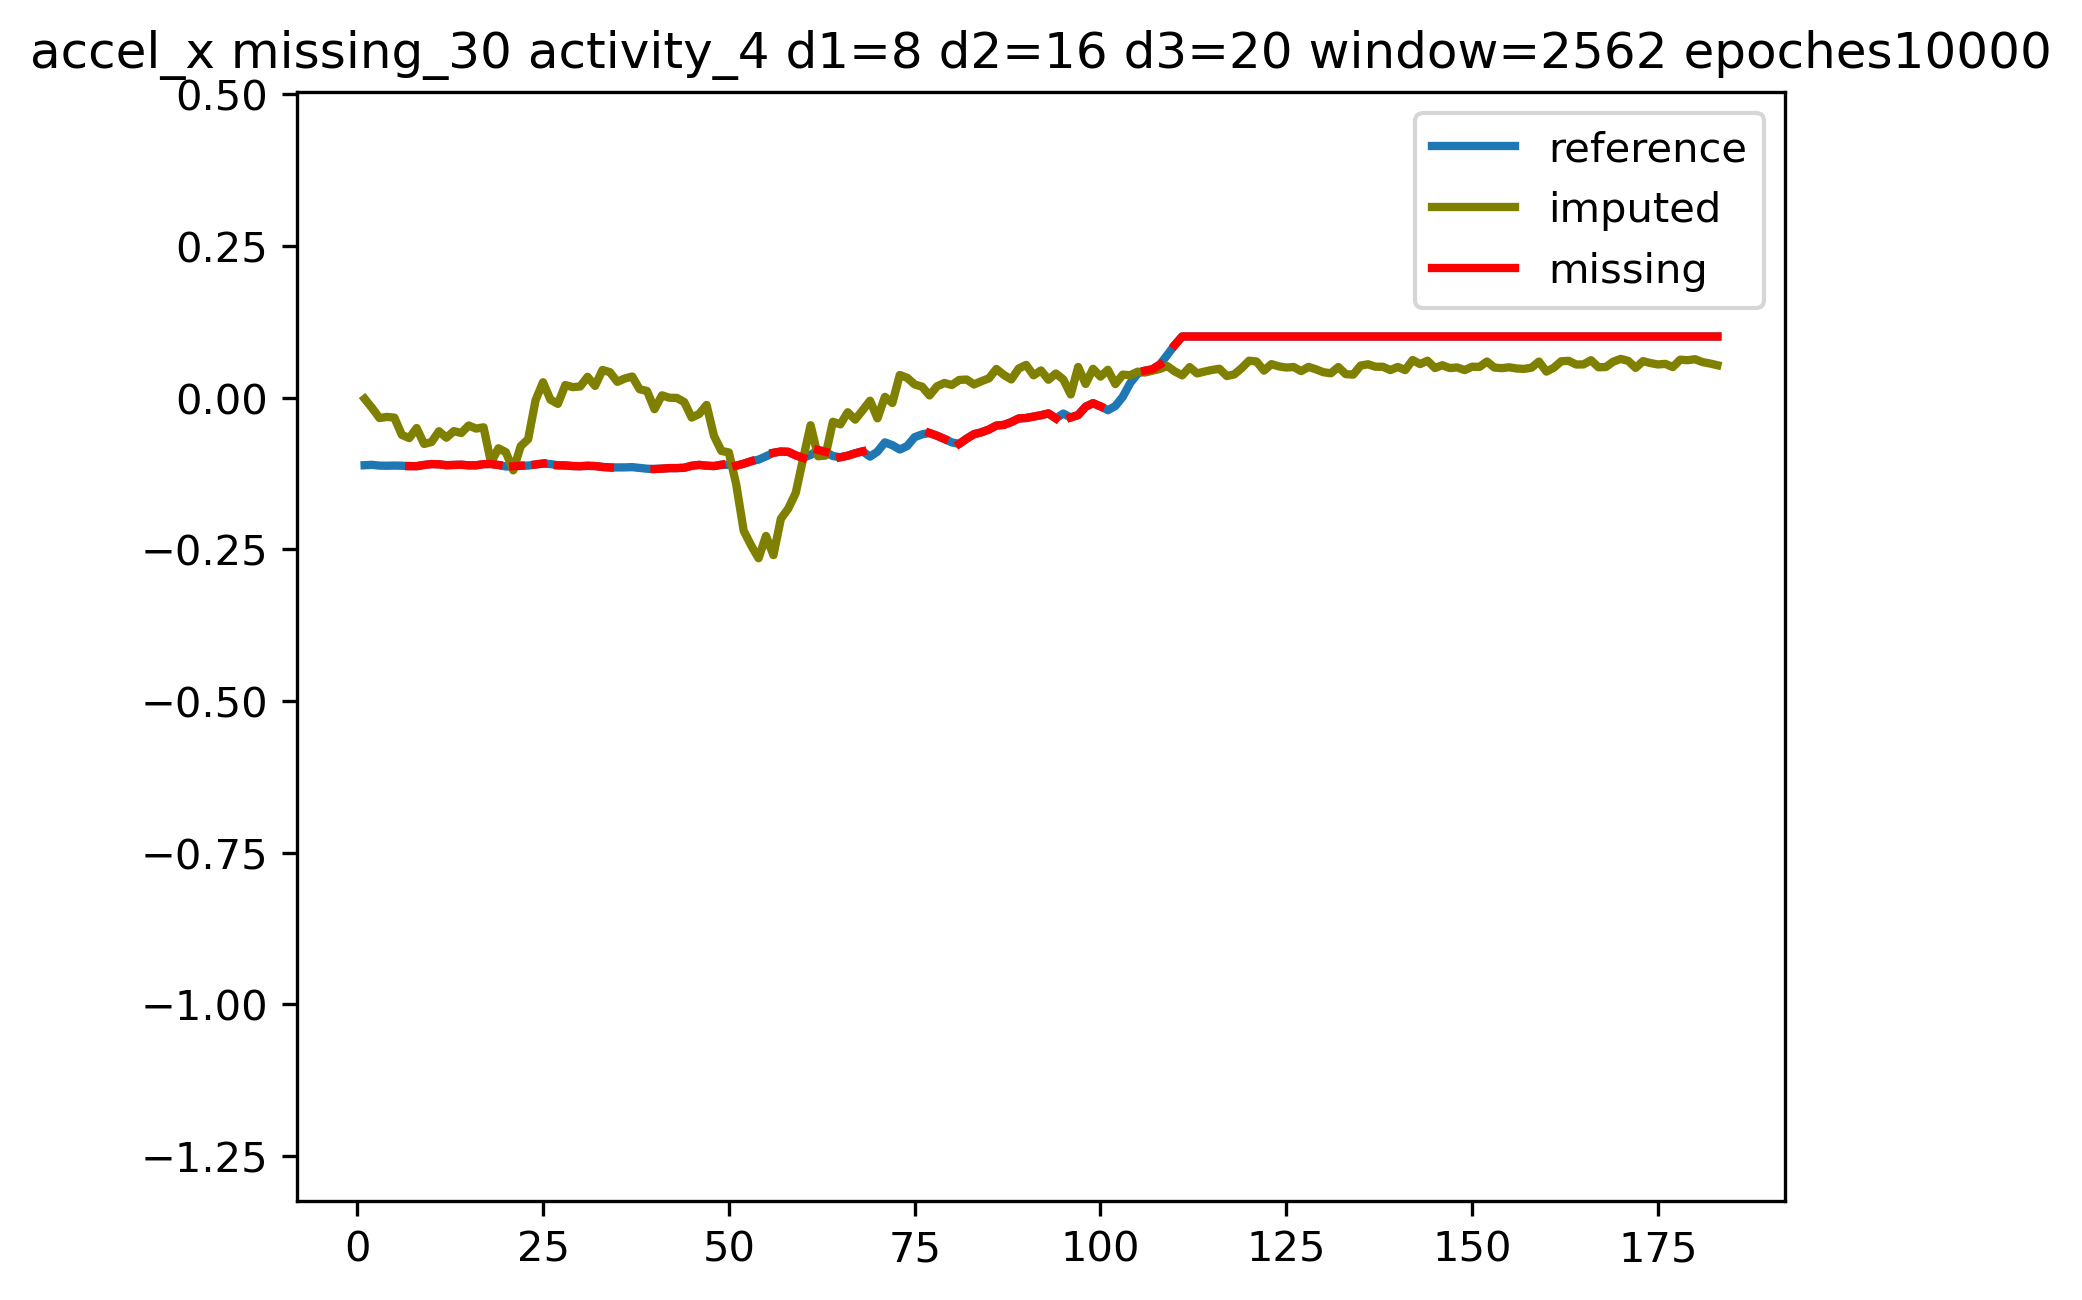 accel_x missing_30 activity_4 d1=8 d2=16 d3=20 window=2562 epoches10000
0.50
0.25
0.00
−0.25
−0.50
−0.75
−1.00
−1.25
reference
imputed
missing
0 25 50 75 100 125 150 175